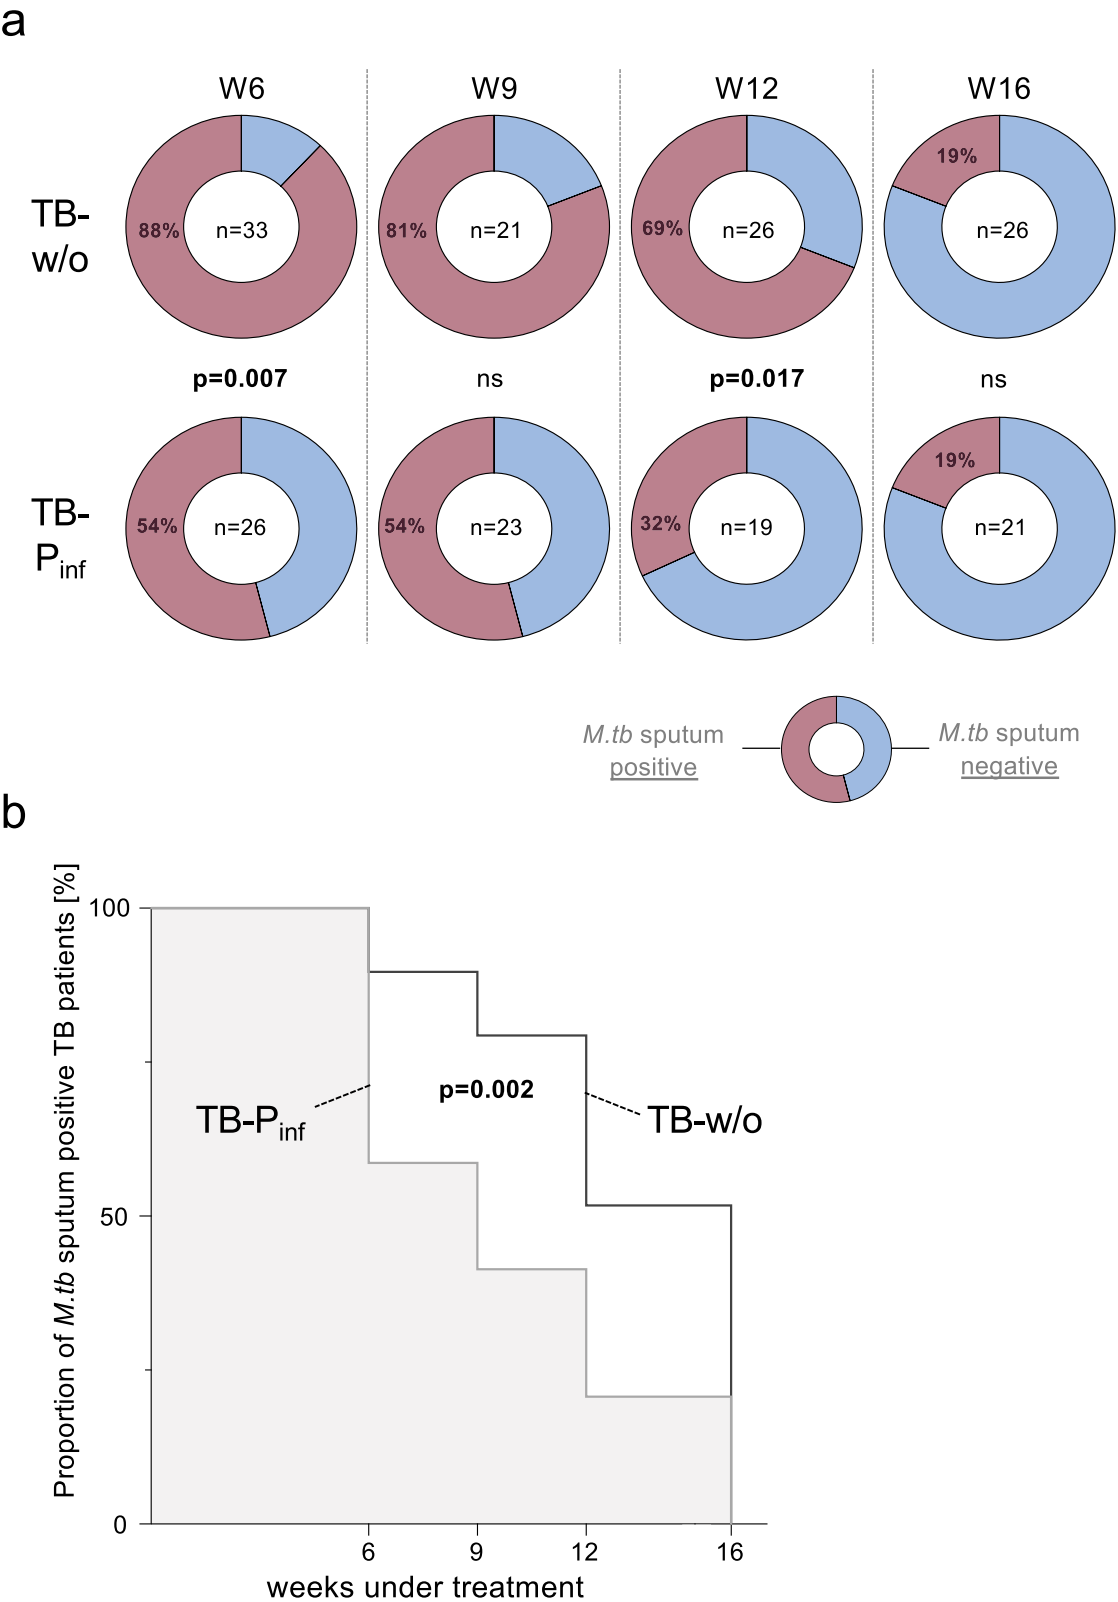 a
W6 W9 W12 W16
TB-
w/o
88% n=33 81% n=21 69% n=26 19% n=26
p=0.007 ns p=0.017 ns
TB-
Pinf
54% n=26 54% n=23 32% n=19 19% n=21
M.tb sputum
positive
M.tb sputum
negative
b
Proportion of M.tb sputum positive TB patients [%]
100
50
0
TB-Pinf
p=0.002
TB-w/o
6 9 12 16
weeks under treatment